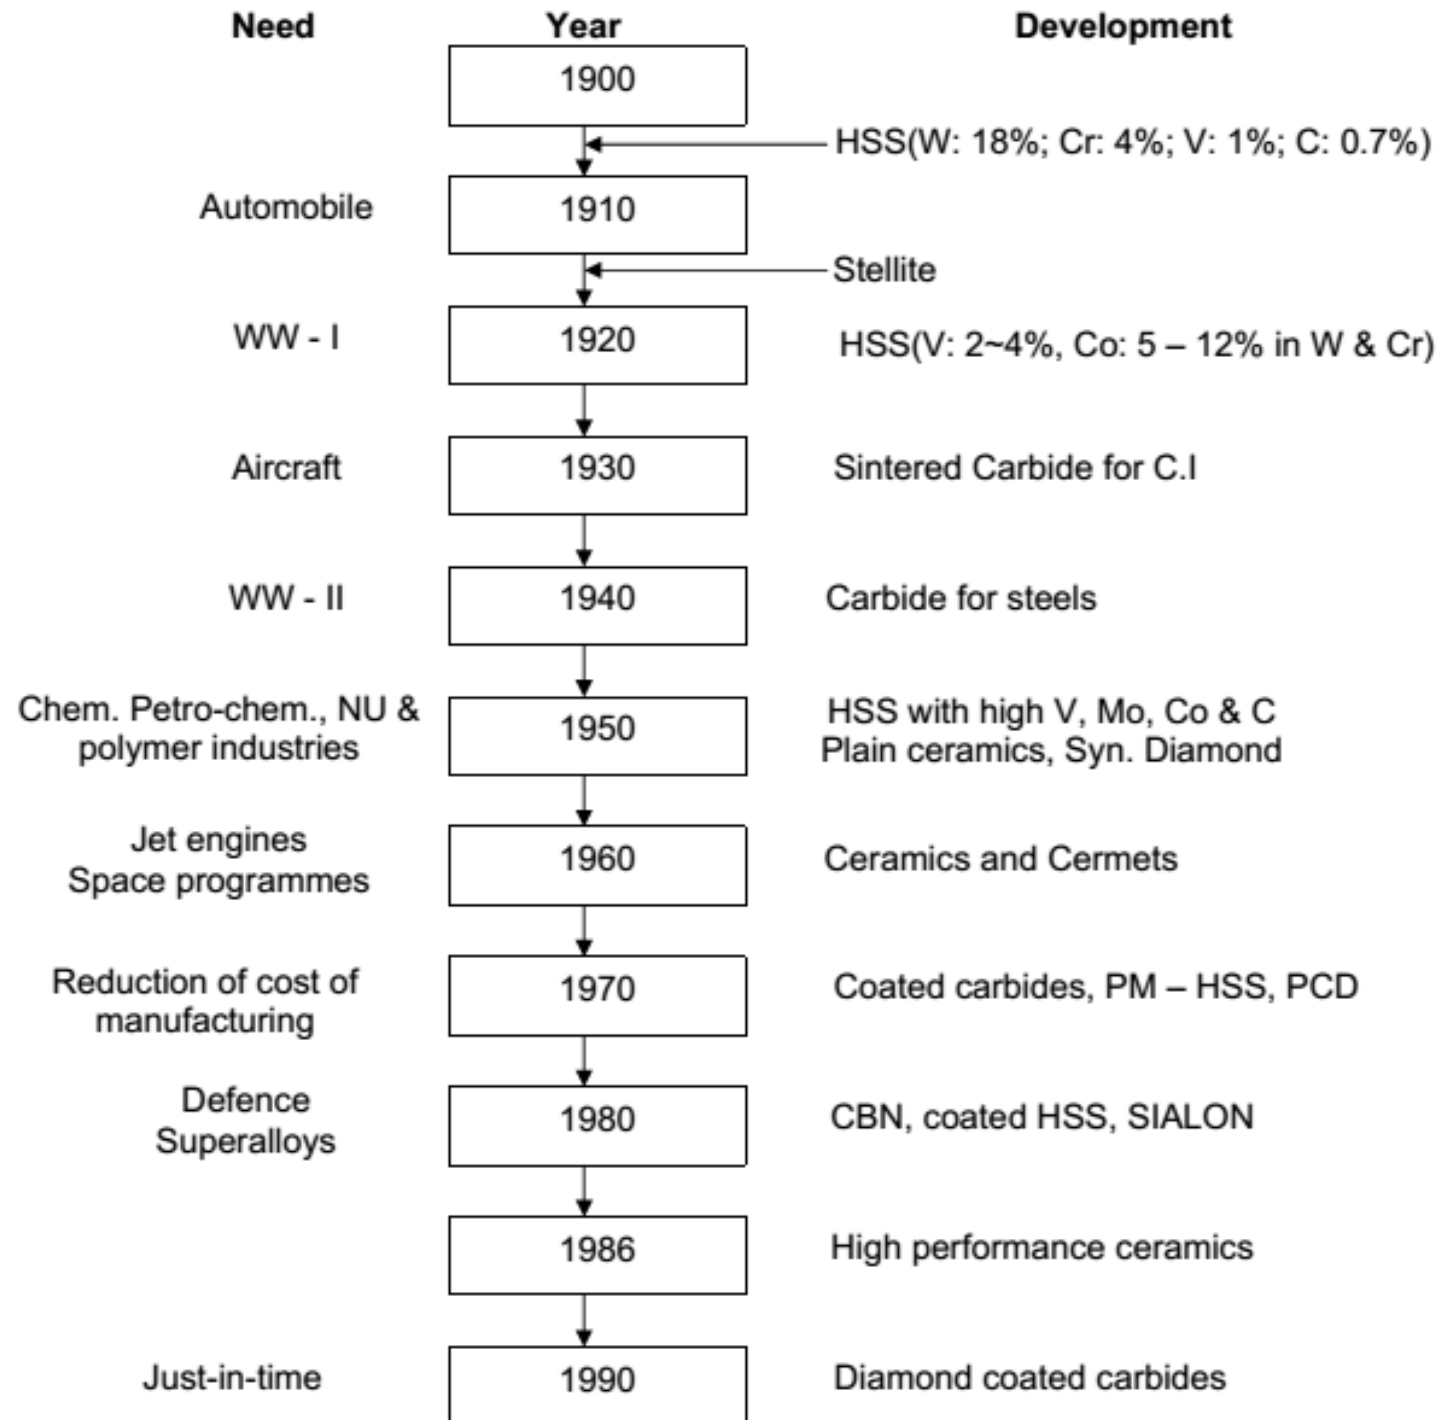 Need Year Development
1900
HSS(W: 18%; Cr: 4%; V: 1%; C: 0.7%)
Automobile 1910
Stellite
WW - I 1920 HSS(V: 2~4%, Co: 5 – 12% in W & Cr)
Aircraft 1930 Sintered Carbide for C.I
WW - II 1940 Carbide for steels
Chem. Petro-chem., NU &
polymer industries
1950
HSS with high V, Mo, Co & C
Plain ceramics, Syn. Diamond
Jet engines
Space programmes
1960
Ceramics and Cermets
Reduction of cost of
manufacturing
1970
Coated carbides, PM – HSS, PCD
Defence
Superalloys
1980
CBN, coated HSS, SIALON
1986 High performance ceramics
Just-in-time 1990 Diamond coated carbides